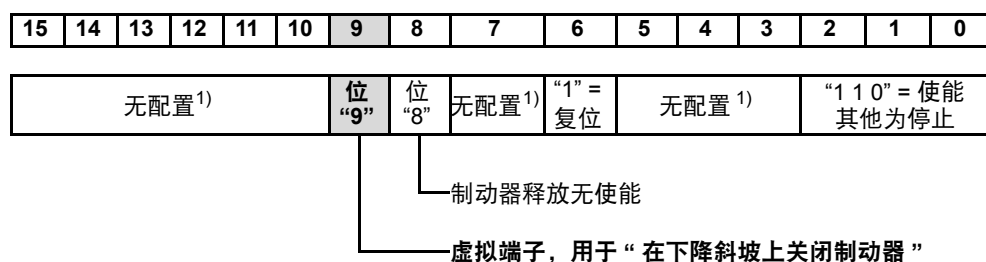 15 14 13 12 11 10 9 8 7 6 5 4 3 2 1 0
无配置1) 位 “9” 位 “8” 无配置1) “1” = 复位 无配置 1) “1 1 0” = 使能 其他为停止
制动器释放无使能
虚拟端子，用于 “ 在下降斜坡上关闭制动器 ”